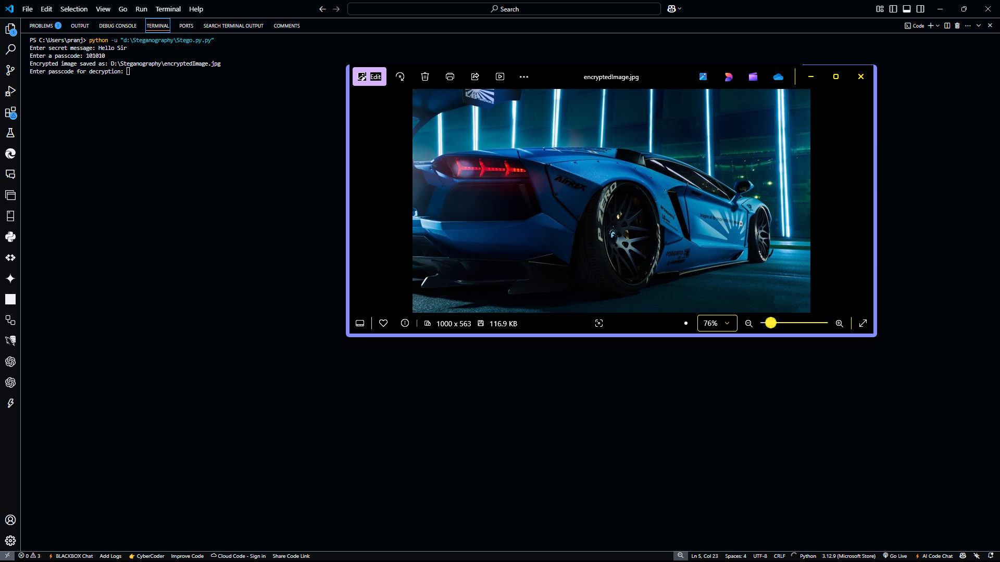 File Edit Selection View Go Run Terminal Help
Search
PROBLEMS 3 OUTPUT DEBUG CONSOLE TERMINAL PORTS SEARCH TERMINAL OUTPUT COMMENTS
Code
PS C:\Users\pranj> python -u "d:\Steganography\Stego.py.py"
Enter secret message: Hello Sir
Enter a passcode: 101010
Encrypted image saved as: D:\Steganography\encryptedImage.jpg
Enter passcode for decryption:
Edit
encryptedImage.jpg
LB WORKS
AIRREX
P ZERO
1000 x 563 116.9 KB
76%
0 3 BLACKBOX Chat Add Logs CyberCoder Improve Code Cloud Code - Sign in Share Code Link
Ln 5, Col 23 Spaces: 4 UTF-8 CRLF Python 3.12.9 (Microsoft Store) Go Live AI Code Chat